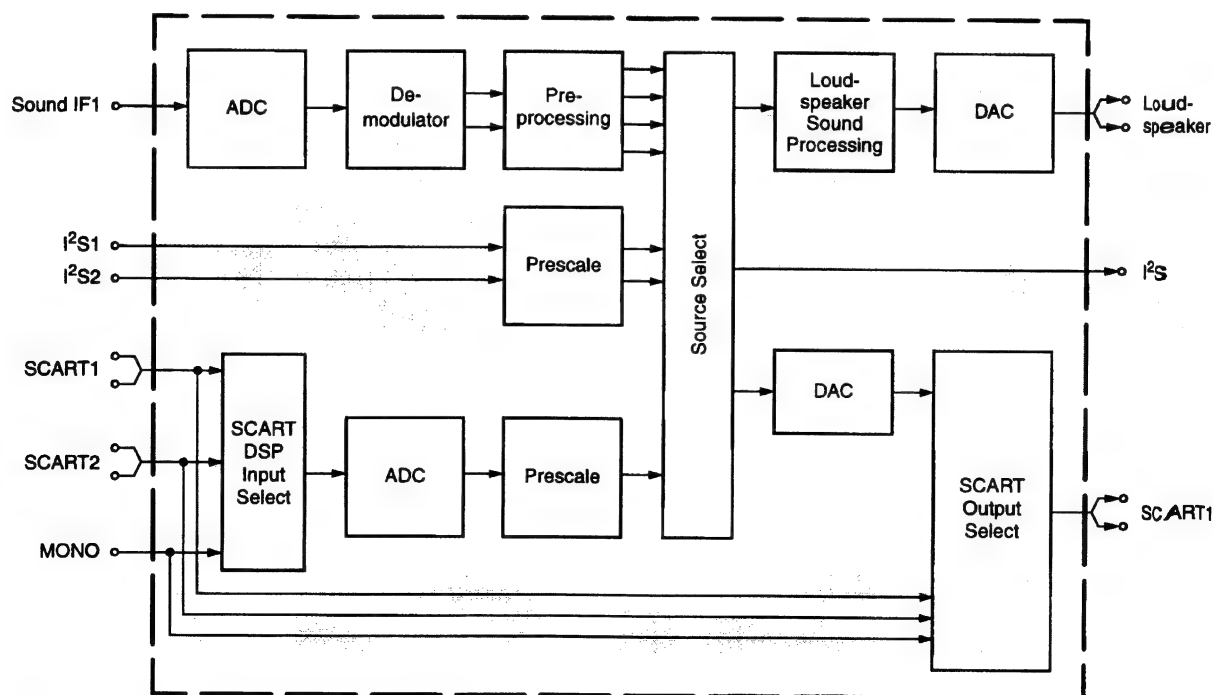 Sound IF1
ADC
De-
modulator
Pre-
processing
Loud-
speaker
Sound
Processing
DAC
Loud-
speaker
I²S1
I²S2
Prescale
Source Select
I²S
SCART1
SCART2
MONO
SCART
DSP
Input
Select
ADC
Prescale
DAC
SCART
Output
Select
SCART1